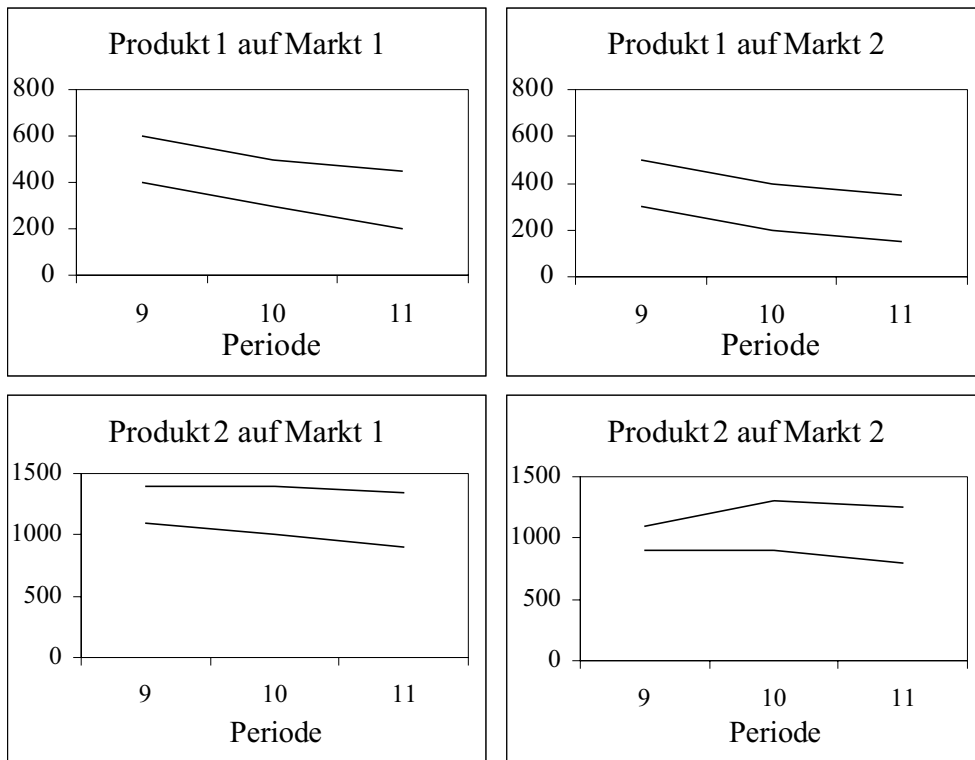 Produkt 1 auf Markt 1
800
600
400
200
0
9 10 11
Periode
Produkt 1 auf Markt 2
800
600
400
200
0
9 10 11
Periode
Produkt 2 auf Markt 1
1500
1000
500
0
9 10 11
Periode
Produkt 2 auf Markt 2
1500
1000
500
0
9 10 11
Periode